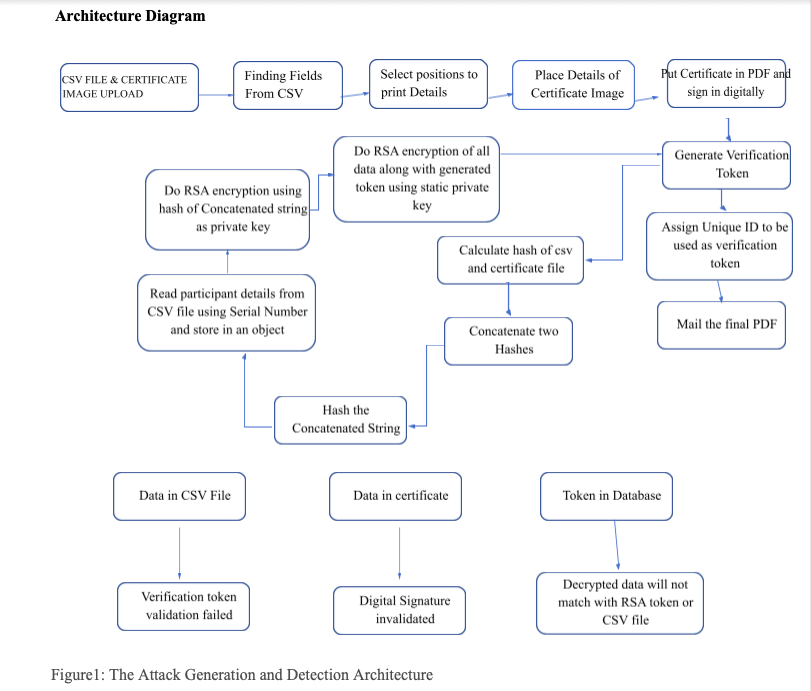 Architecture Diagram
CSV FILE & CERTIFICATE
IMAGE UPLOAD
Finding Fields
From CSV
Select positions to
print Details
Place Details of
Certificate Image
Put Certificate in PDF and
sign in digitally
Do RSA encryption of all
data along with generated
token using static private
key
Generate Verification
Token
Do RSA encryption using
hash of Concatenated string
as private key
Assign Unique ID to be
used as verification
token
Calculate hash of csv
and certificate file
Read participant details from
CSV file using Serial Number
and store in an object
Mail the final PDF
Concatenate two
Hashes
Hash the
Concatenated String
Data in CSV File
Data in certificate
Token in Database
Verification token
validation failed
Digital Signature
invalidated
Decrypted data will not
match with RSA token or
CSV file
Figure1: The Attack Generation and Detection Architecture